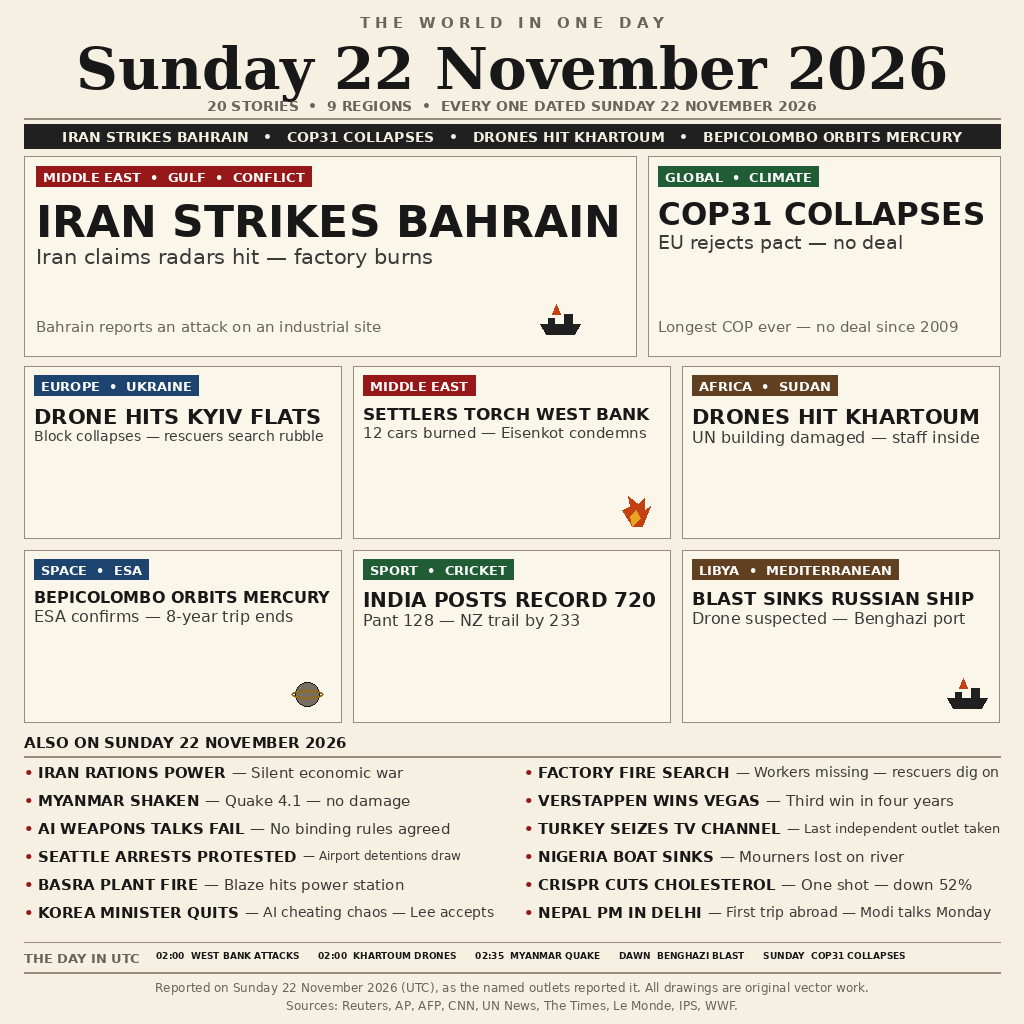 THE WORLD IN ONE DAY
Sunday 22 November 2026
20 STORIES • 9 REGIONS • EVERY ONE DATED SUNDAY 22 NOVEMBER 2026
IRAN STRIKES BAHRAIN • COP31 COLLAPSES • DRONES HIT KHARTOUM • BEPICOLOMBO ORBITS MERCURY
MIDDLE EAST • GULF • CONFLICT
IRAN STRIKES BAHRAIN
Iran claims radars hit — factory burns
Bahrain reports an attack on an industrial site
GLOBAL • CLIMATE
COP31 COLLAPSES
EU rejects pact — no deal
Longest COP ever — no deal since 2009
EUROPE • UKRAINE
DRONE HITS KYIV FLATS
Block collapses — rescuers search rubble
MIDDLE EAST
SETTLERS TORCH WEST BANK
12 cars burned — Eisenkot condemns
AFRICA • SUDAN
DRONES HIT KHARTOUM
UN building damaged — staff inside
SPACE • ESA
BEPICOLOMBO ORBITS MERCURY
ESA confirms — 8-year trip ends
SPORT • CRICKET
INDIA POSTS RECORD 720
Pant 128 — NZ trail by 233
LIBYA • MEDITERRANEAN
BLAST SINKS RUSSIAN SHIP
Drone suspected — Benghazi port
ALSO ON SUNDAY 22 NOVEMBER 2026
• IRAN RATIONS POWER — Silent economic war
• MYANMAR SHAKEN — Quake 4.1 — no damage
• AI WEAPONS TALKS FAIL — No binding rules agreed
• SEATTLE ARRESTS PROTESTED — Airport detentions draw
• BASRA PLANT FIRE — Blaze hits power station
• KOREA MINISTER QUITS — AI cheating chaos — Lee accepts
• FACTORY FIRE SEARCH — Workers missing — rescuers dig on
• VERSTAPPEN WINS VEGAS — Third win in four years
• TURKEY SEIZES TV CHANNEL — Last independent outlet taken
• NIGERIA BOAT SINKS — Mourners lost on river
• CRISPR CUTS CHOLESTEROL — One shot — down 52%
• NEPAL PM IN DELHI — First trip abroad — Modi talks Monday
THE DAY IN UTC 02:00 WEST BANK ATTACKS 02:00 KHARTOUM DRONES 02:35 MYANMAR QUAKE DAWN BENGHAZI BLAST SUNDAY COP31 COLLAPSES
Reported on Sunday 22 November 2026 (UTC), as the named outlets reported it. All drawings are original vector work.
Sources: Reuters, AP, AFP, CNN, UN News, The Times, Le Monde, IPS, WWF.